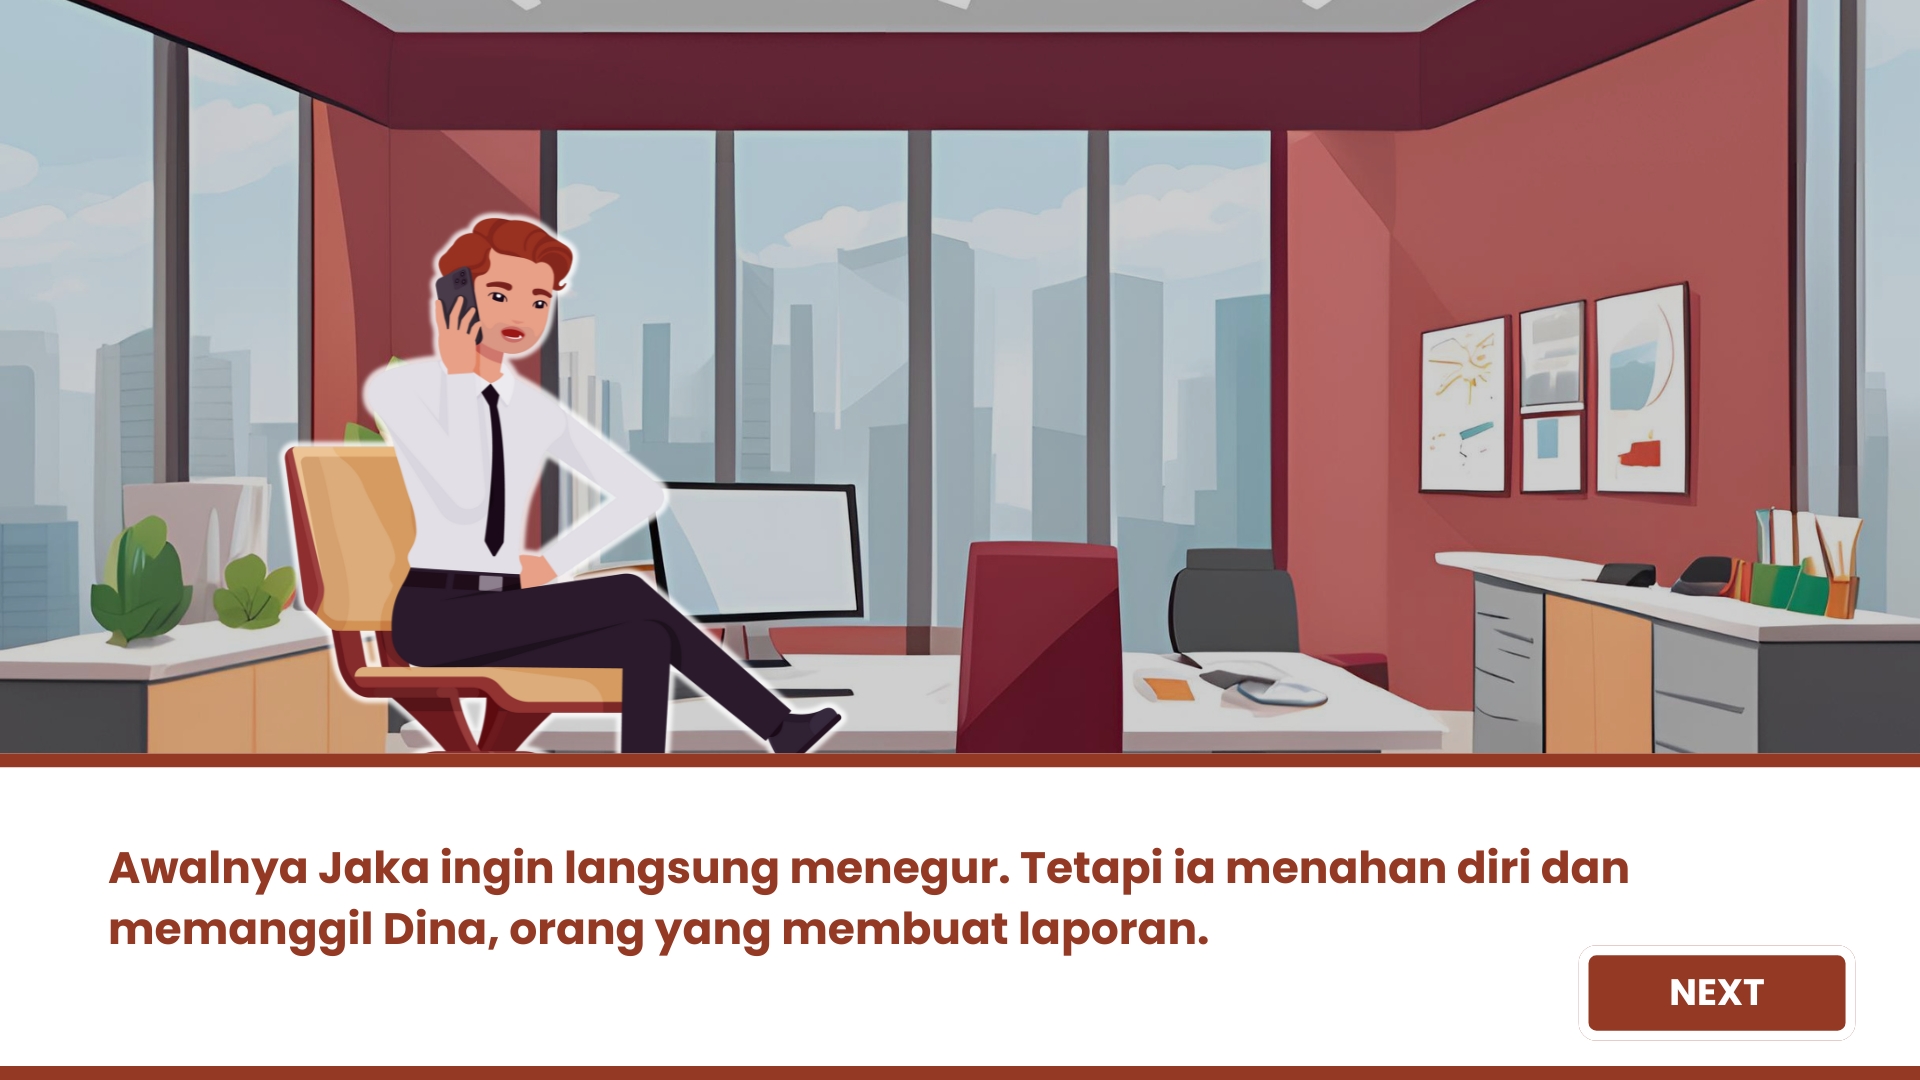 Awalnya Jaka ingin langsung menegur. Tetapi ia menahan diri dan
memanggil Dina, orang yang membuat laporan.
NEXT